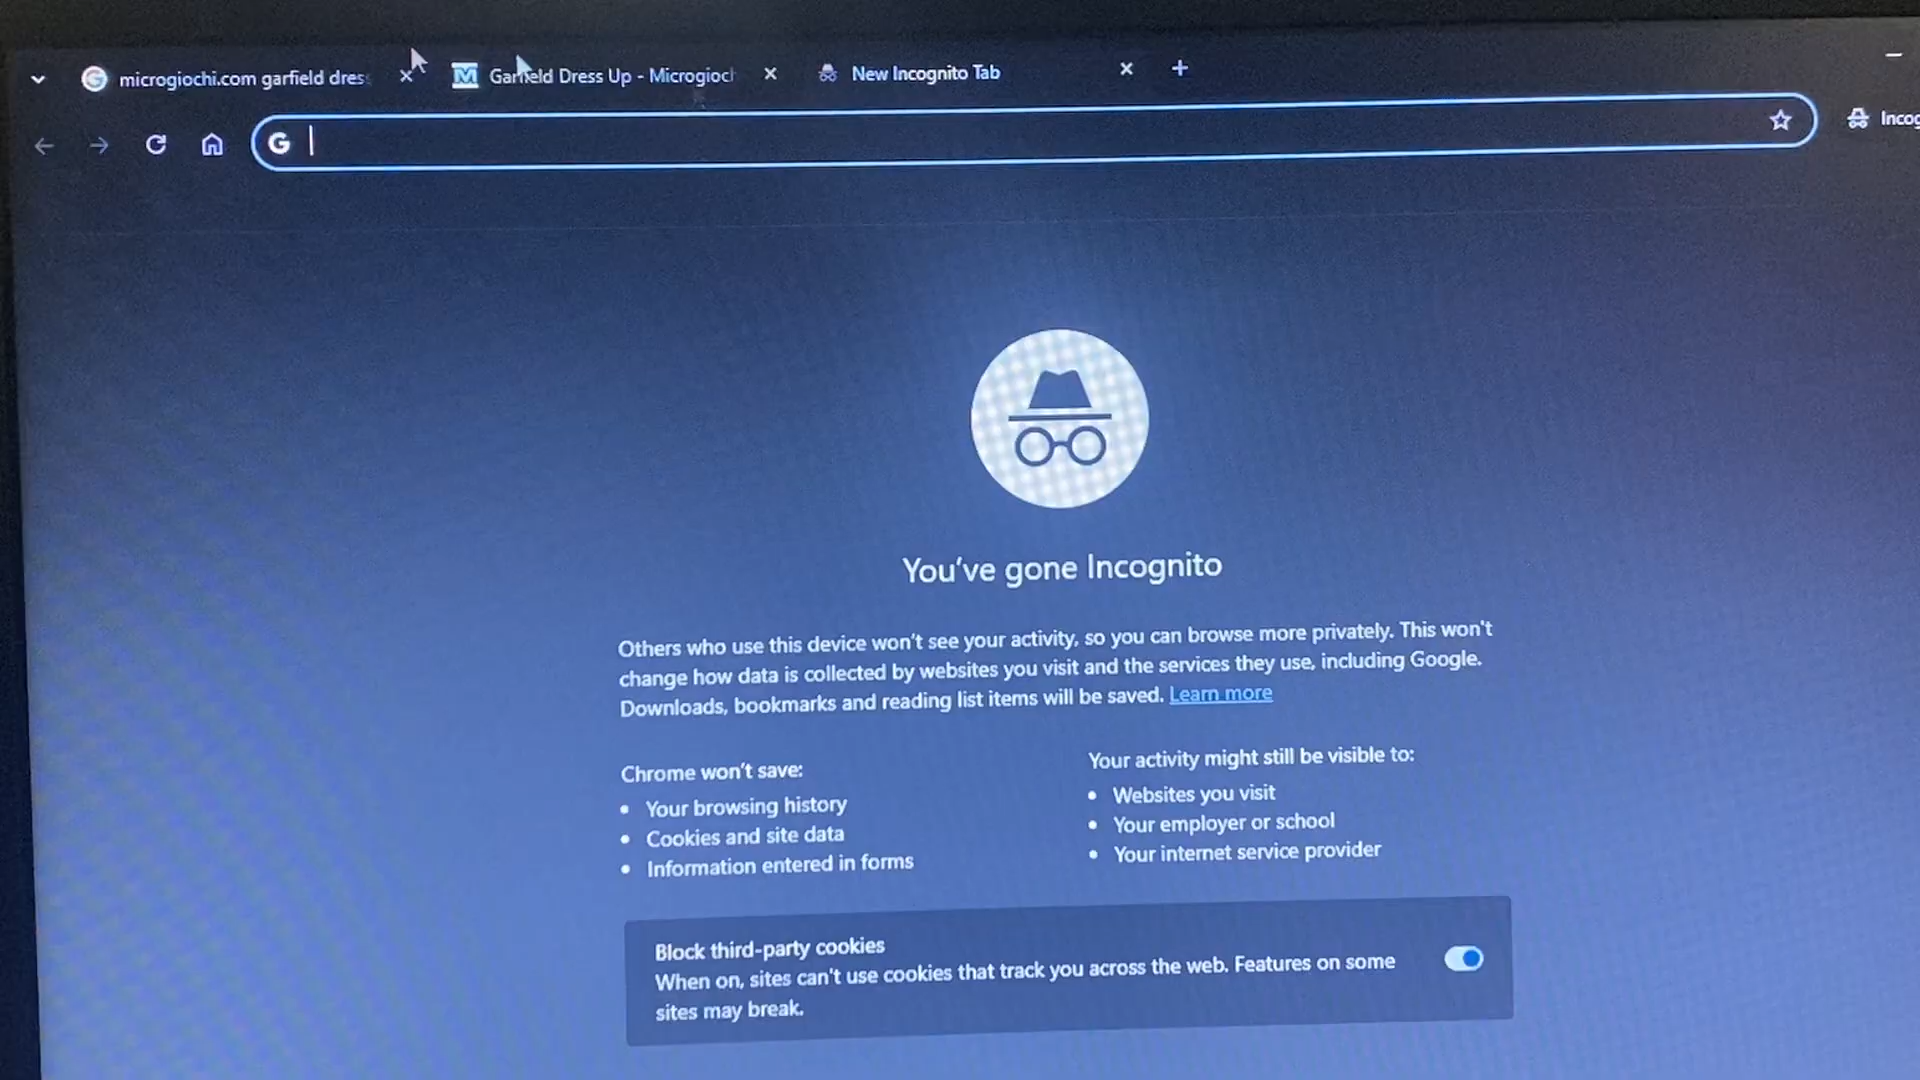 microgiochi.com garfield dres
Garfield Dress Up - Microgioch
New Incognito Tab
G
Incog
You've gone Incognito
Others who use this device won't see your activity, so you can browse more privately. This won't
change how data is collected by websites you visit and the services they use, including Google.
Downloads, bookmarks and reading list items will be saved. Learn more
Chrome won't save:
• Your browsing history
• Cookies and site data
• Information entered in forms
Your activity might still be visible to:
• Websites you visit
• Your employer or school
• Your internet service provider
Block third-party cookies
When on, sites can't use cookies that track you across the web. Features on some
sites may break.